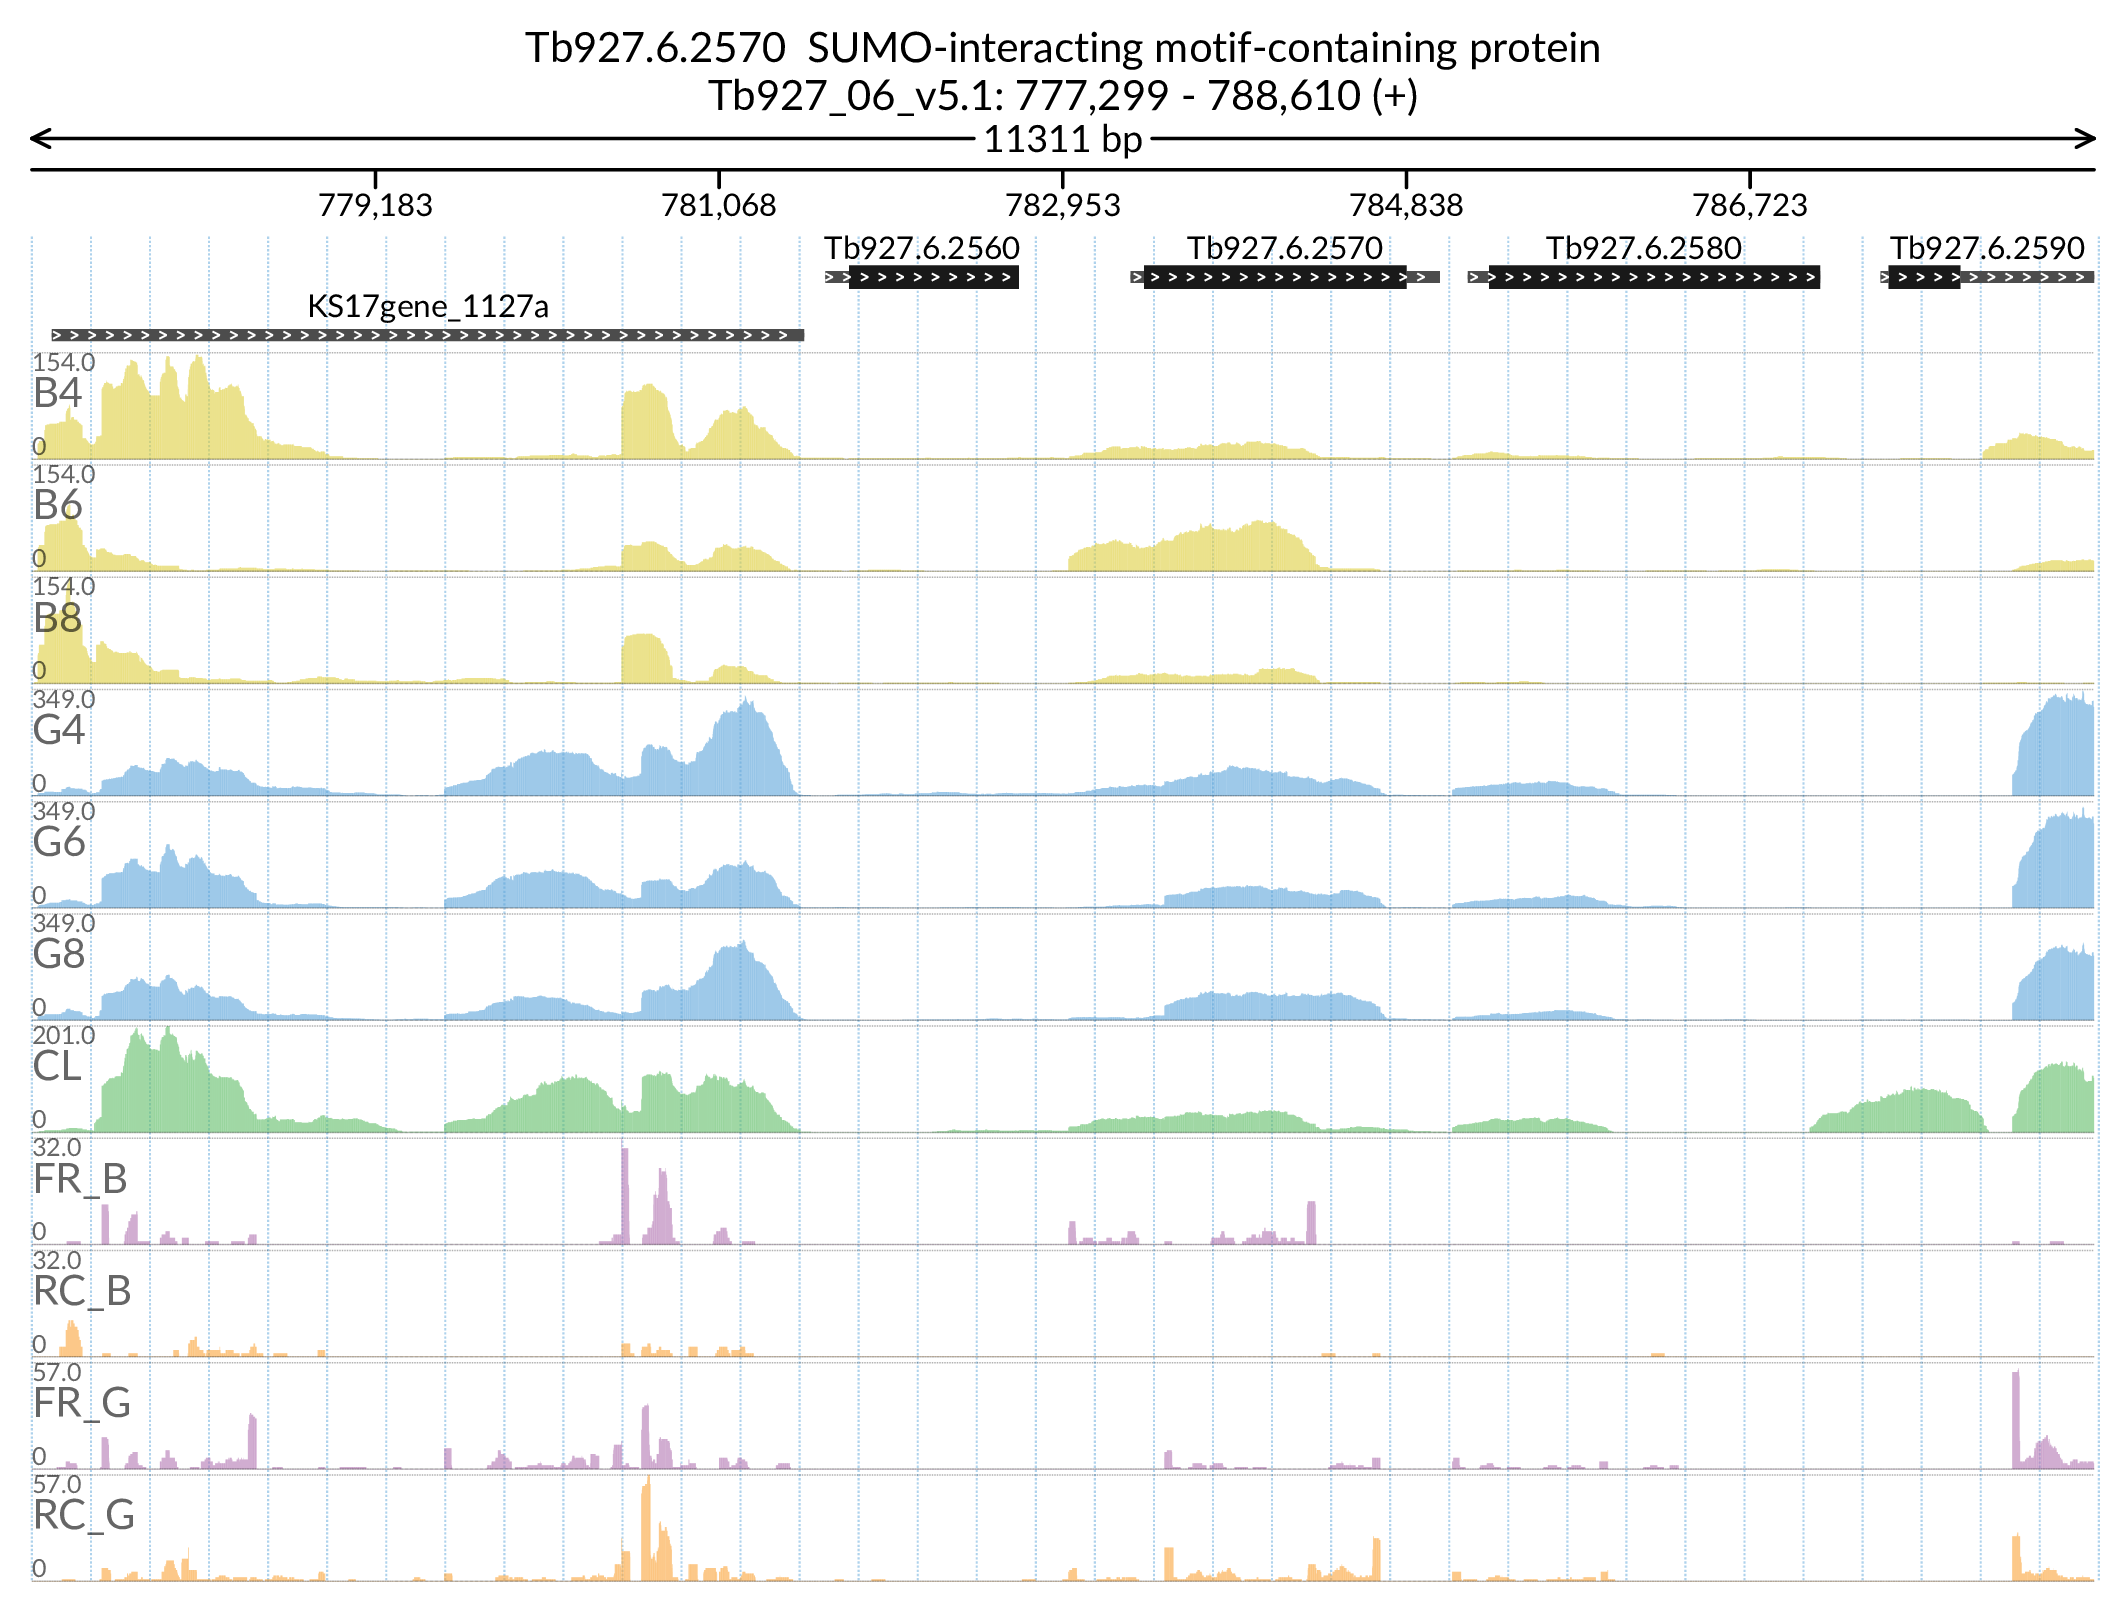 Tb927.6.2570  SUMO-interacting motif-containing protein
Tb927_06_v5.1: 777,299 - 788,610 (+)
11311 bp
779,183 781,068 782,953 784,838 786,723
Tb927.6.2560 Tb927.6.2570 Tb927.6.2580 Tb927.6.2590
KS17gene_1127a
154.0
B4
0
154.0
B6
0
154.0
B8
0
349.0
G4
0
349.0
G6
0
349.0
G8
0
201.0
CL
0
32.0
FR_B
0
32.0
RC_B
0
57.0
FR_G
0
57.0
RC_G
0